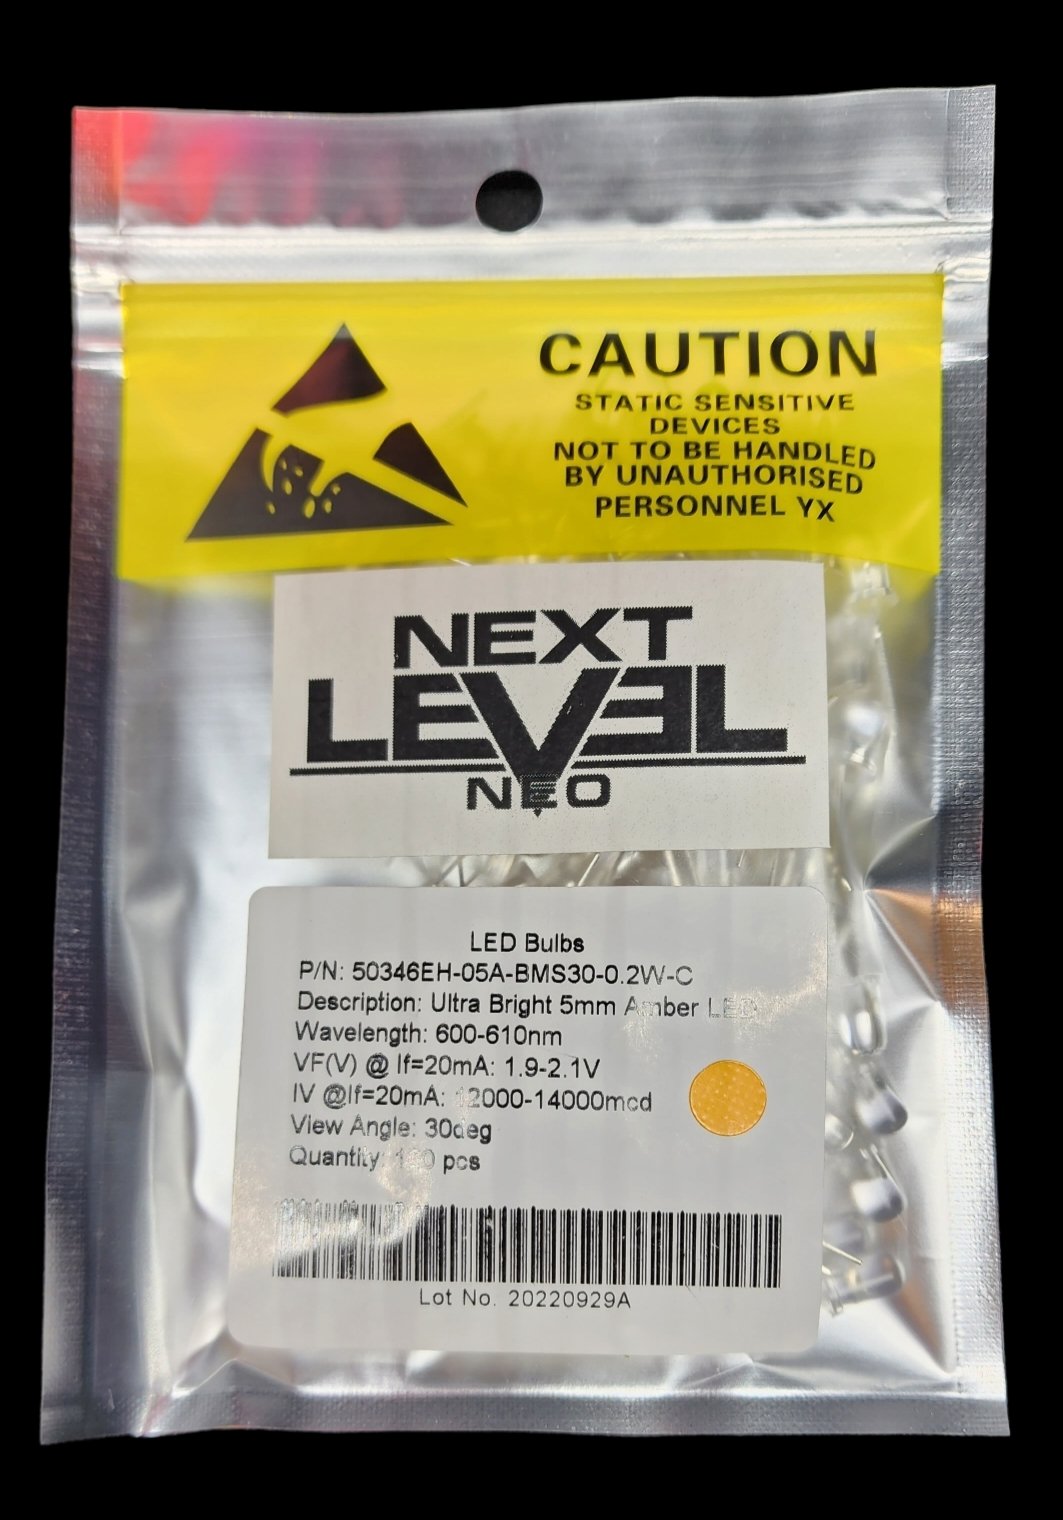 CAUTION
STATIC SENSITIVE
DEVICES
NOT TO BE HANDLED
BY UNAUTHORISED
PERSONNEL YX
NEXT
LEVEL
NEO
LED Bulbs
P/N: 50346EH-05A-BMS30-0.2W-C
Description: Ultra Bright 5mm Amber LED
Wavelength: 600-610nm
VF(V) @ If=20mA: 1.9-2.1V
IV @If=20mA: 12000-14000mcd
View Angle: 30deg
Quantity pcs
Lot No. 20220929A